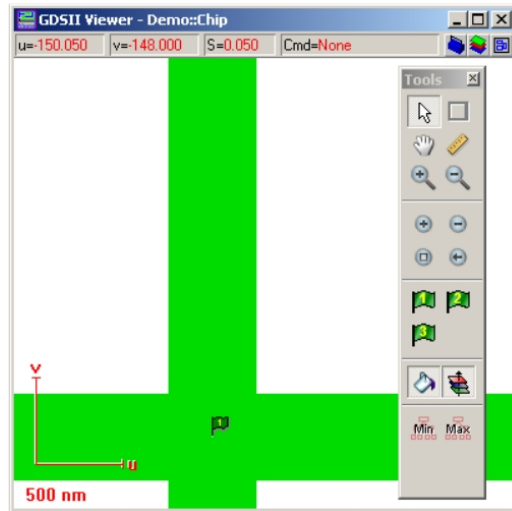 GDSII Viewer - Demo::Chip
u=-150.050 v=-148.000 S=0.050 Cmd=None
Tools
1 2
3
1
v
u
Min Max
500 nm